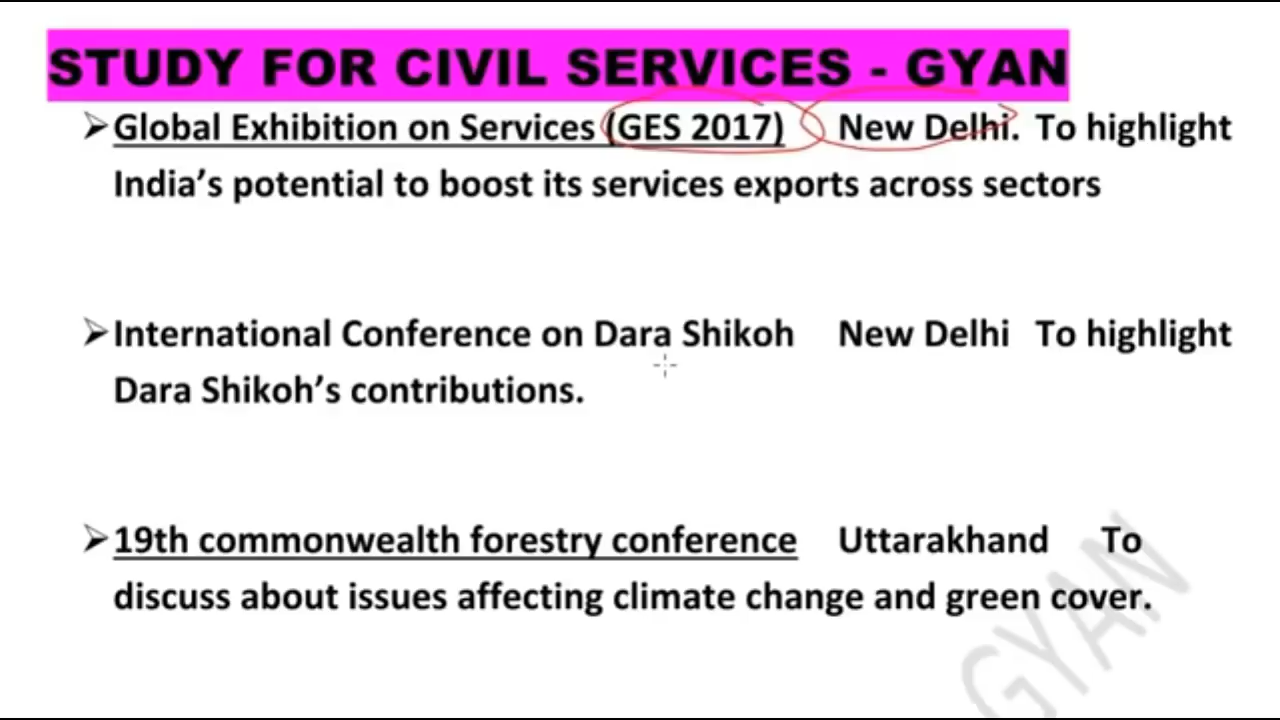 STUDY FOR CIVIL SERVICES - GYAN
➢Global Exhibition on Services (GES 2017) New Delhi. To highlight
India’s potential to boost its services exports across sectors
➢International Conference on Dara Shikoh New Delhi To highlight
Dara Shikoh’s contributions.
➢19th commonwealth forestry conference Uttarakhand To
discuss about issues affecting climate change and green cover.
GYAN